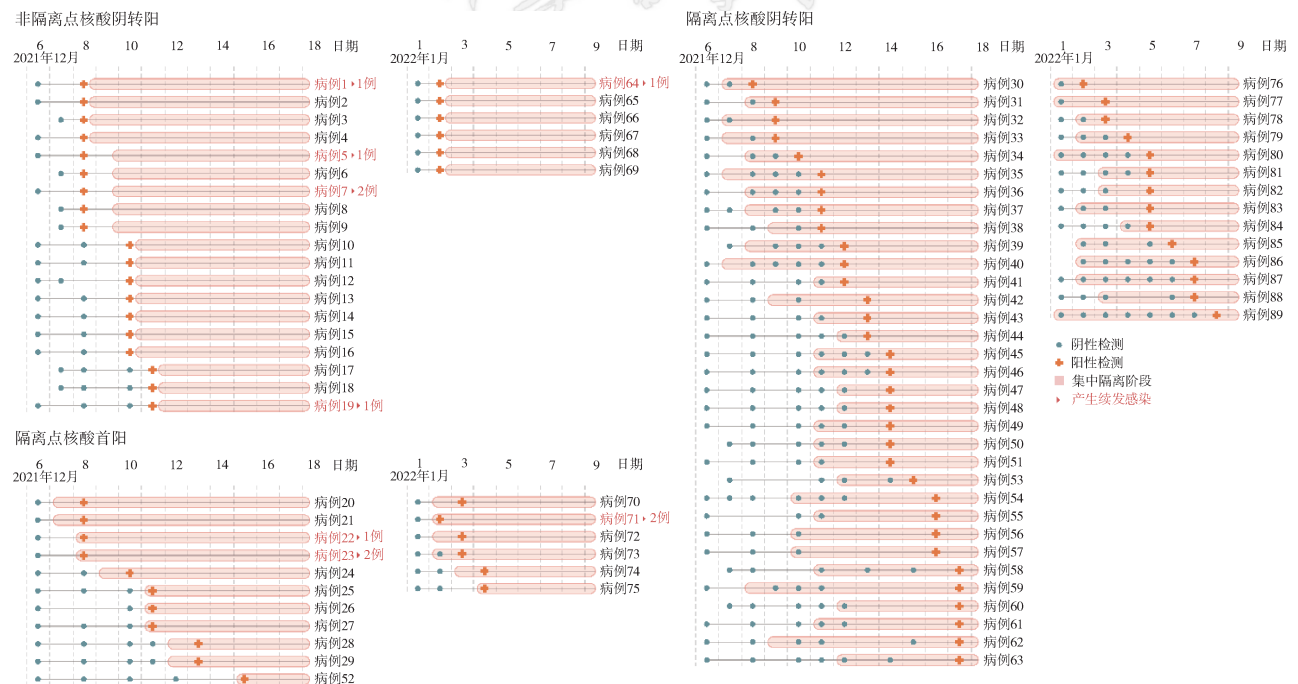 非隔离点核酸阴转阳
6 8 10 12 14 16 18 日期
2021年12月
病例1 1例
病例2
病例3
病例4
病例5 1例
病例6
病例7 2例
病例8
病例9
病例10
病例11
病例12
病例13
病例14
病例15
病例16
病例17
病例18
病例19 1例
1 3 5 7 9 日期
2022年1月
病例64 1例
病例65
病例66
病例67
病例68
病例69
隔离点核酸首阳
6 8 10 12 14 16 18 日期
2021年12月
病例20
病例21
病例22 1例
病例23 2例
病例24
病例25
病例26
病例27
病例28
病例29
病例52
1 3 5 7 9 日期
2022年1月
病例70
病例71 2例
病例72
病例73
病例74
病例75
隔离点核酸阴转阳
6 8 10 12 14 16 18 日期
2021年12月
病例30
病例31
病例32
病例33
病例34
病例35
病例36
病例37
病例38
病例39
病例40
病例41
病例42
病例43
病例44
病例45
病例46
病例47
病例48
病例49
病例50
病例51
病例53
病例54
病例55
病例56
病例57
病例58
病例59
病例60
病例61
病例62
病例63
1 3 5 7 9 日期
2022年1月
病例76
病例77
病例78
病例79
病例80
病例81
病例82
病例83
病例84
病例85
病例86
病例87
病例88
病例89
阴性检测
阳性检测
集中隔离阶段
产生续发感染